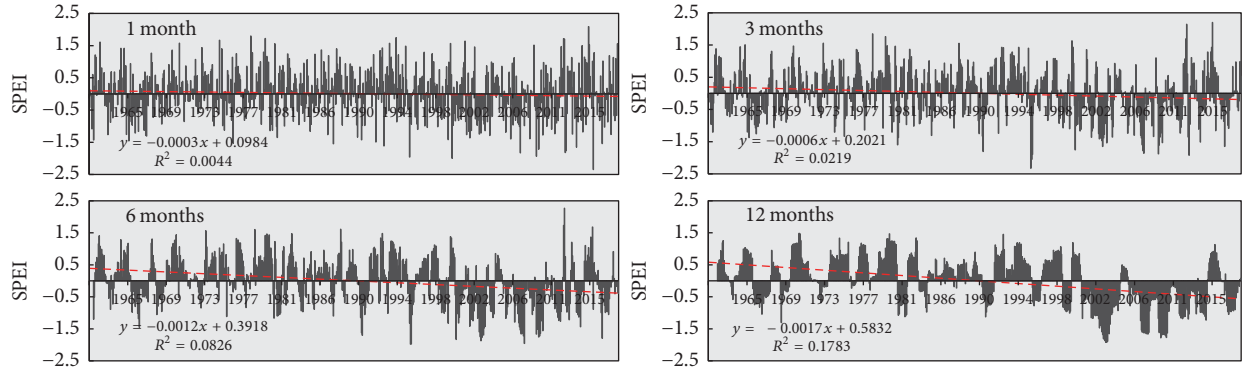 SPEI
2.5
1.5
0.5
−0.5
−1.5
−2.5
1 month
1965 1969 1973 1977 1981 1986 1990 1994 1998 2002 2006 2011 2015
y = −0.0003x + 0.0984
R² = 0.0044
SPEI
2.5
1.5
0.5
−0.5
−1.5
−2.5
3 months
1965 1969 1973 1977 1981 1986 1990 1994 1998 2002 2006 2011 2015
y = −0.0006x + 0.2021
R² = 0.0219
SPEI
2.5
1.5
0.5
−0.5
−1.5
−2.5
6 months
1965 1969 1973 1977 1981 1986 1990 1994 1998 2002 2006 2011 2015
y = −0.0012x + 0.3918
R² = 0.0826
SPEI
2.5
1.5
0.5
−0.5
−1.5
−2.5
12 months
1965 1969 1973 1977 1981 1986 1990 1994 1998 2002 2006 2011 2015
y = − 0.0017x + 0.5832
R² = 0.1783